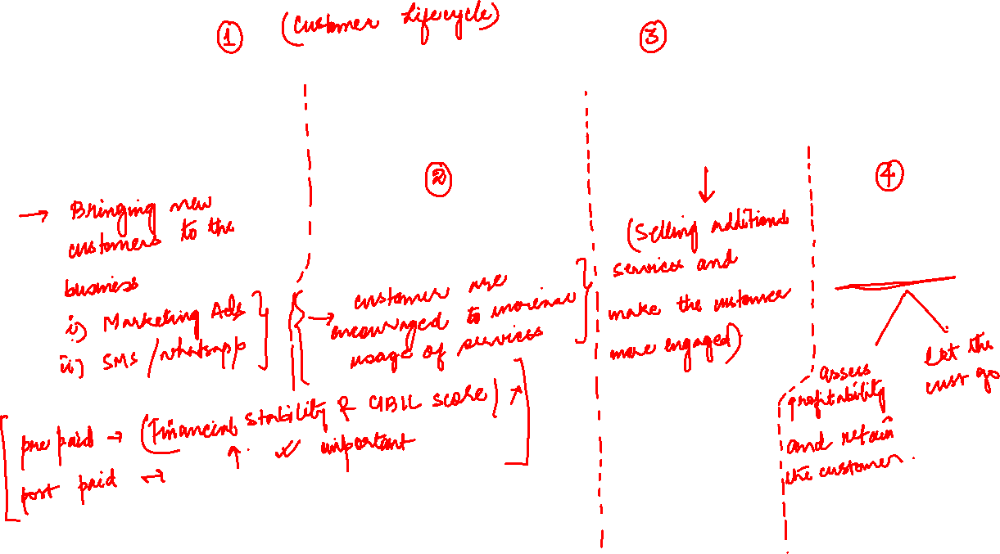 (Customer Lifecycle)
①
→ Bringing new
customers to the
business
i) Marketing Ads
ii) SMS/whatsapp
②
→ customer are
encouraged to increase
usage of services
pre paid → (Financial stability & CIBIL score)
↑ ✓ important
post paid →
③
↓
(Selling additional
services and
make the customer
more engaged)
④
assess
profitability
and retain
the customer.
Let the
cust go